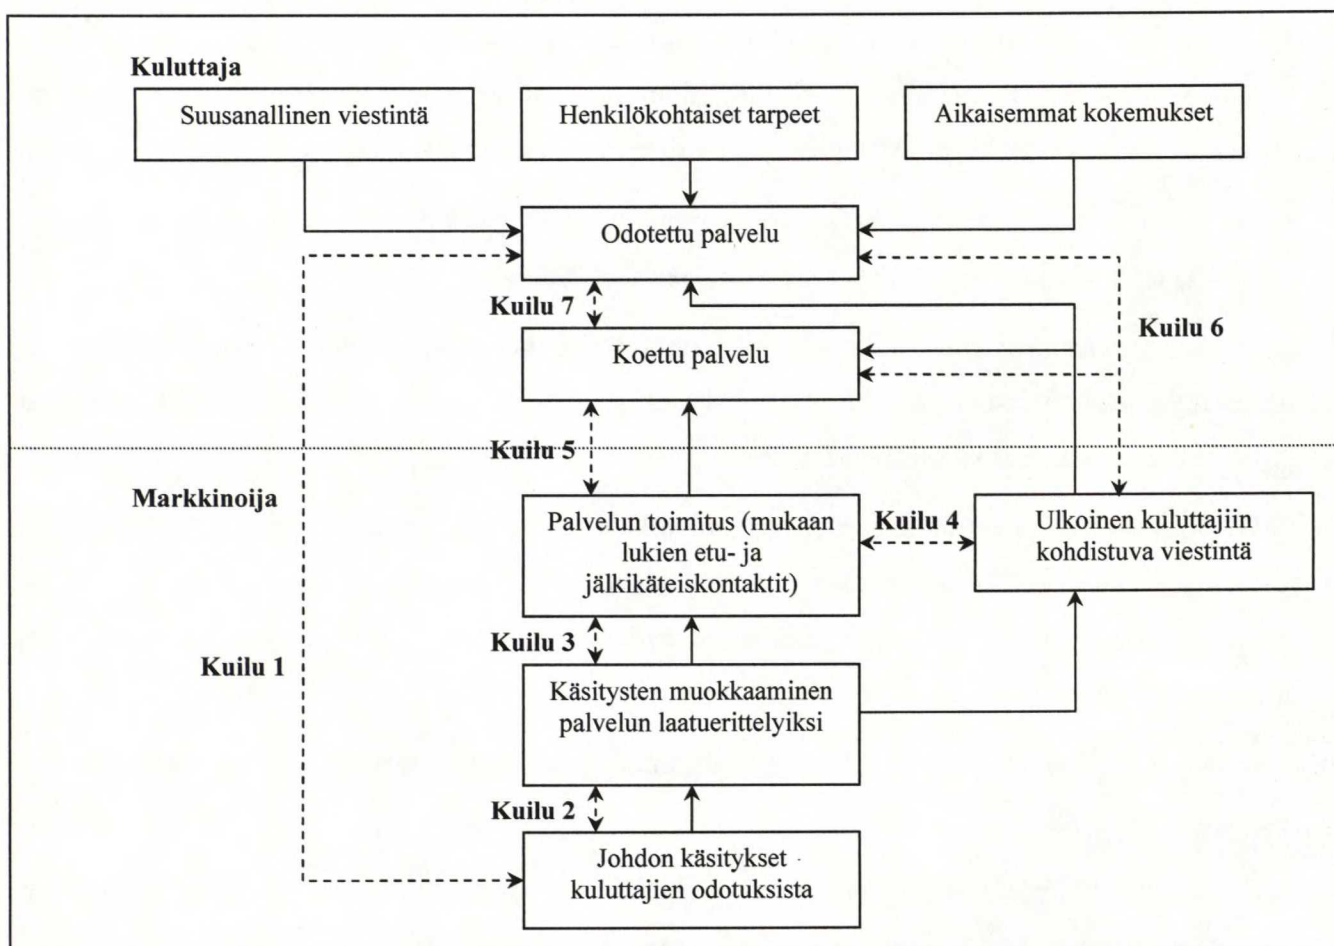 Kuluttaja
Suusanallinen viestintä
Henkilökohtaiset tarpeet
Aikaisemmat kokemukset
Odotettu palvelu
Kuilu 7
Kuilu 6
Koettu palvelu
Kuilu 5
Markkinoija
Palvelun toimitus (mukaan
lukien etu- ja
jälkikäteiskontaktit)
Kuilu 4
Ulkoinen kuluttajiin
kohdistuva viestintä
Kuilu 3
Kuilu 1
Käsitysten muokkaaminen
palvelun laatuerittelyiksi
Kuilu 2
Johdon käsitykset
kuluttajien odotuksista